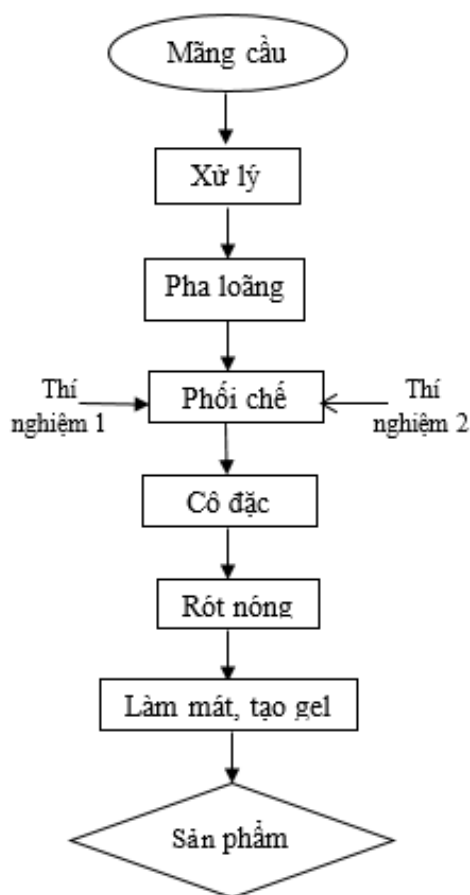 Mãng cầu
Xử lý
Pha loãng
Thí
nghiệm 1
Phối chế
Thí
nghiệm 2
Cô đặc
Rót nóng
Làm mát, tạo gel
Sản phẩm